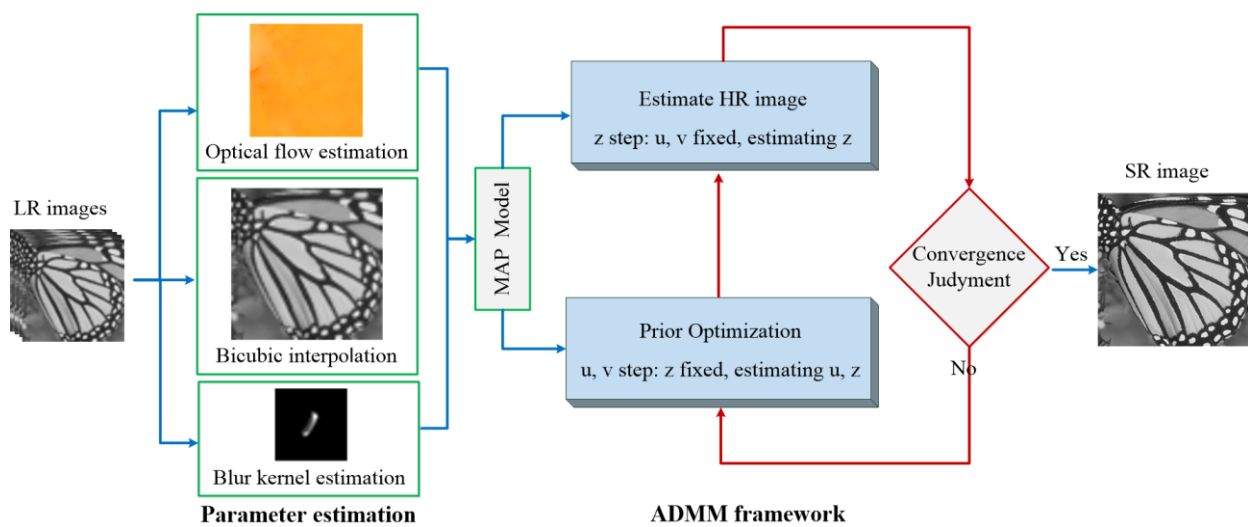 LR images
Optical flow estimation
Bicubic interpolation
Blur kernel estimation
Parameter estimation
MAP Model
Estimate HR image
z step: u, v fixed, estimating z
Prior Optimization
u, v step: z fixed, estimating u, z
ADMM framework
Convergence
Judyment
Yes
No
SR image